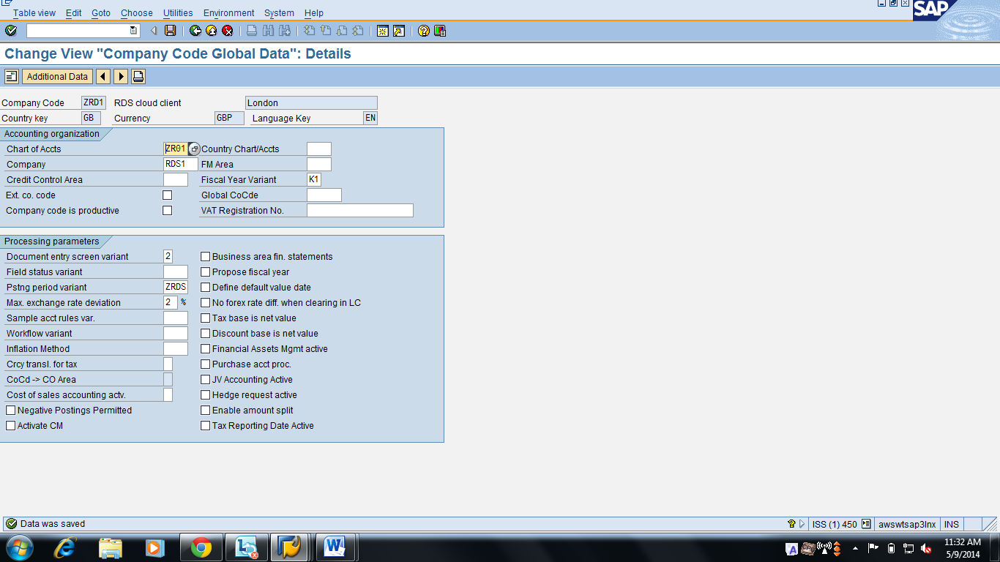 Table view Edit Goto Choose Utilities Environment System Help
SAP
Change View "Company Code Global Data": Details
Additional Data
Company Code ZRD1 RDS cloud client London
Country key GB Currency GBP Language Key EN
Accounting organization
Chart of Accts ZR01 Country Chart/Accts
Company RDS1 FM Area
Credit Control Area Fiscal Year Variant K1
Ext. co. code Global CoCde
Company code is productive VAT Registration No.
Processing parameters
Document entry screen variant 2 Business area fin. statements
Field status variant Propose fiscal year
Pstng period variant ZRDS Define default value date
Max. exchange rate deviation 2 % No forex rate diff. when clearing in LC
Sample acct rules var. Tax base is net value
Workflow variant Discount base is net value
Inflation Method Financial Assets Mgmt active
Crcy transl. for tax Purchase acct proc.
CoCd -> CO Area JV Accounting Active
Cost of sales accounting actv. Hedge request active
Negative Postings Permitted Enable amount split
Activate CM Tax Reporting Date Active
Data was saved ISS (1) 450 awswtsap3lnx INS
11:32 AM
5/9/2014